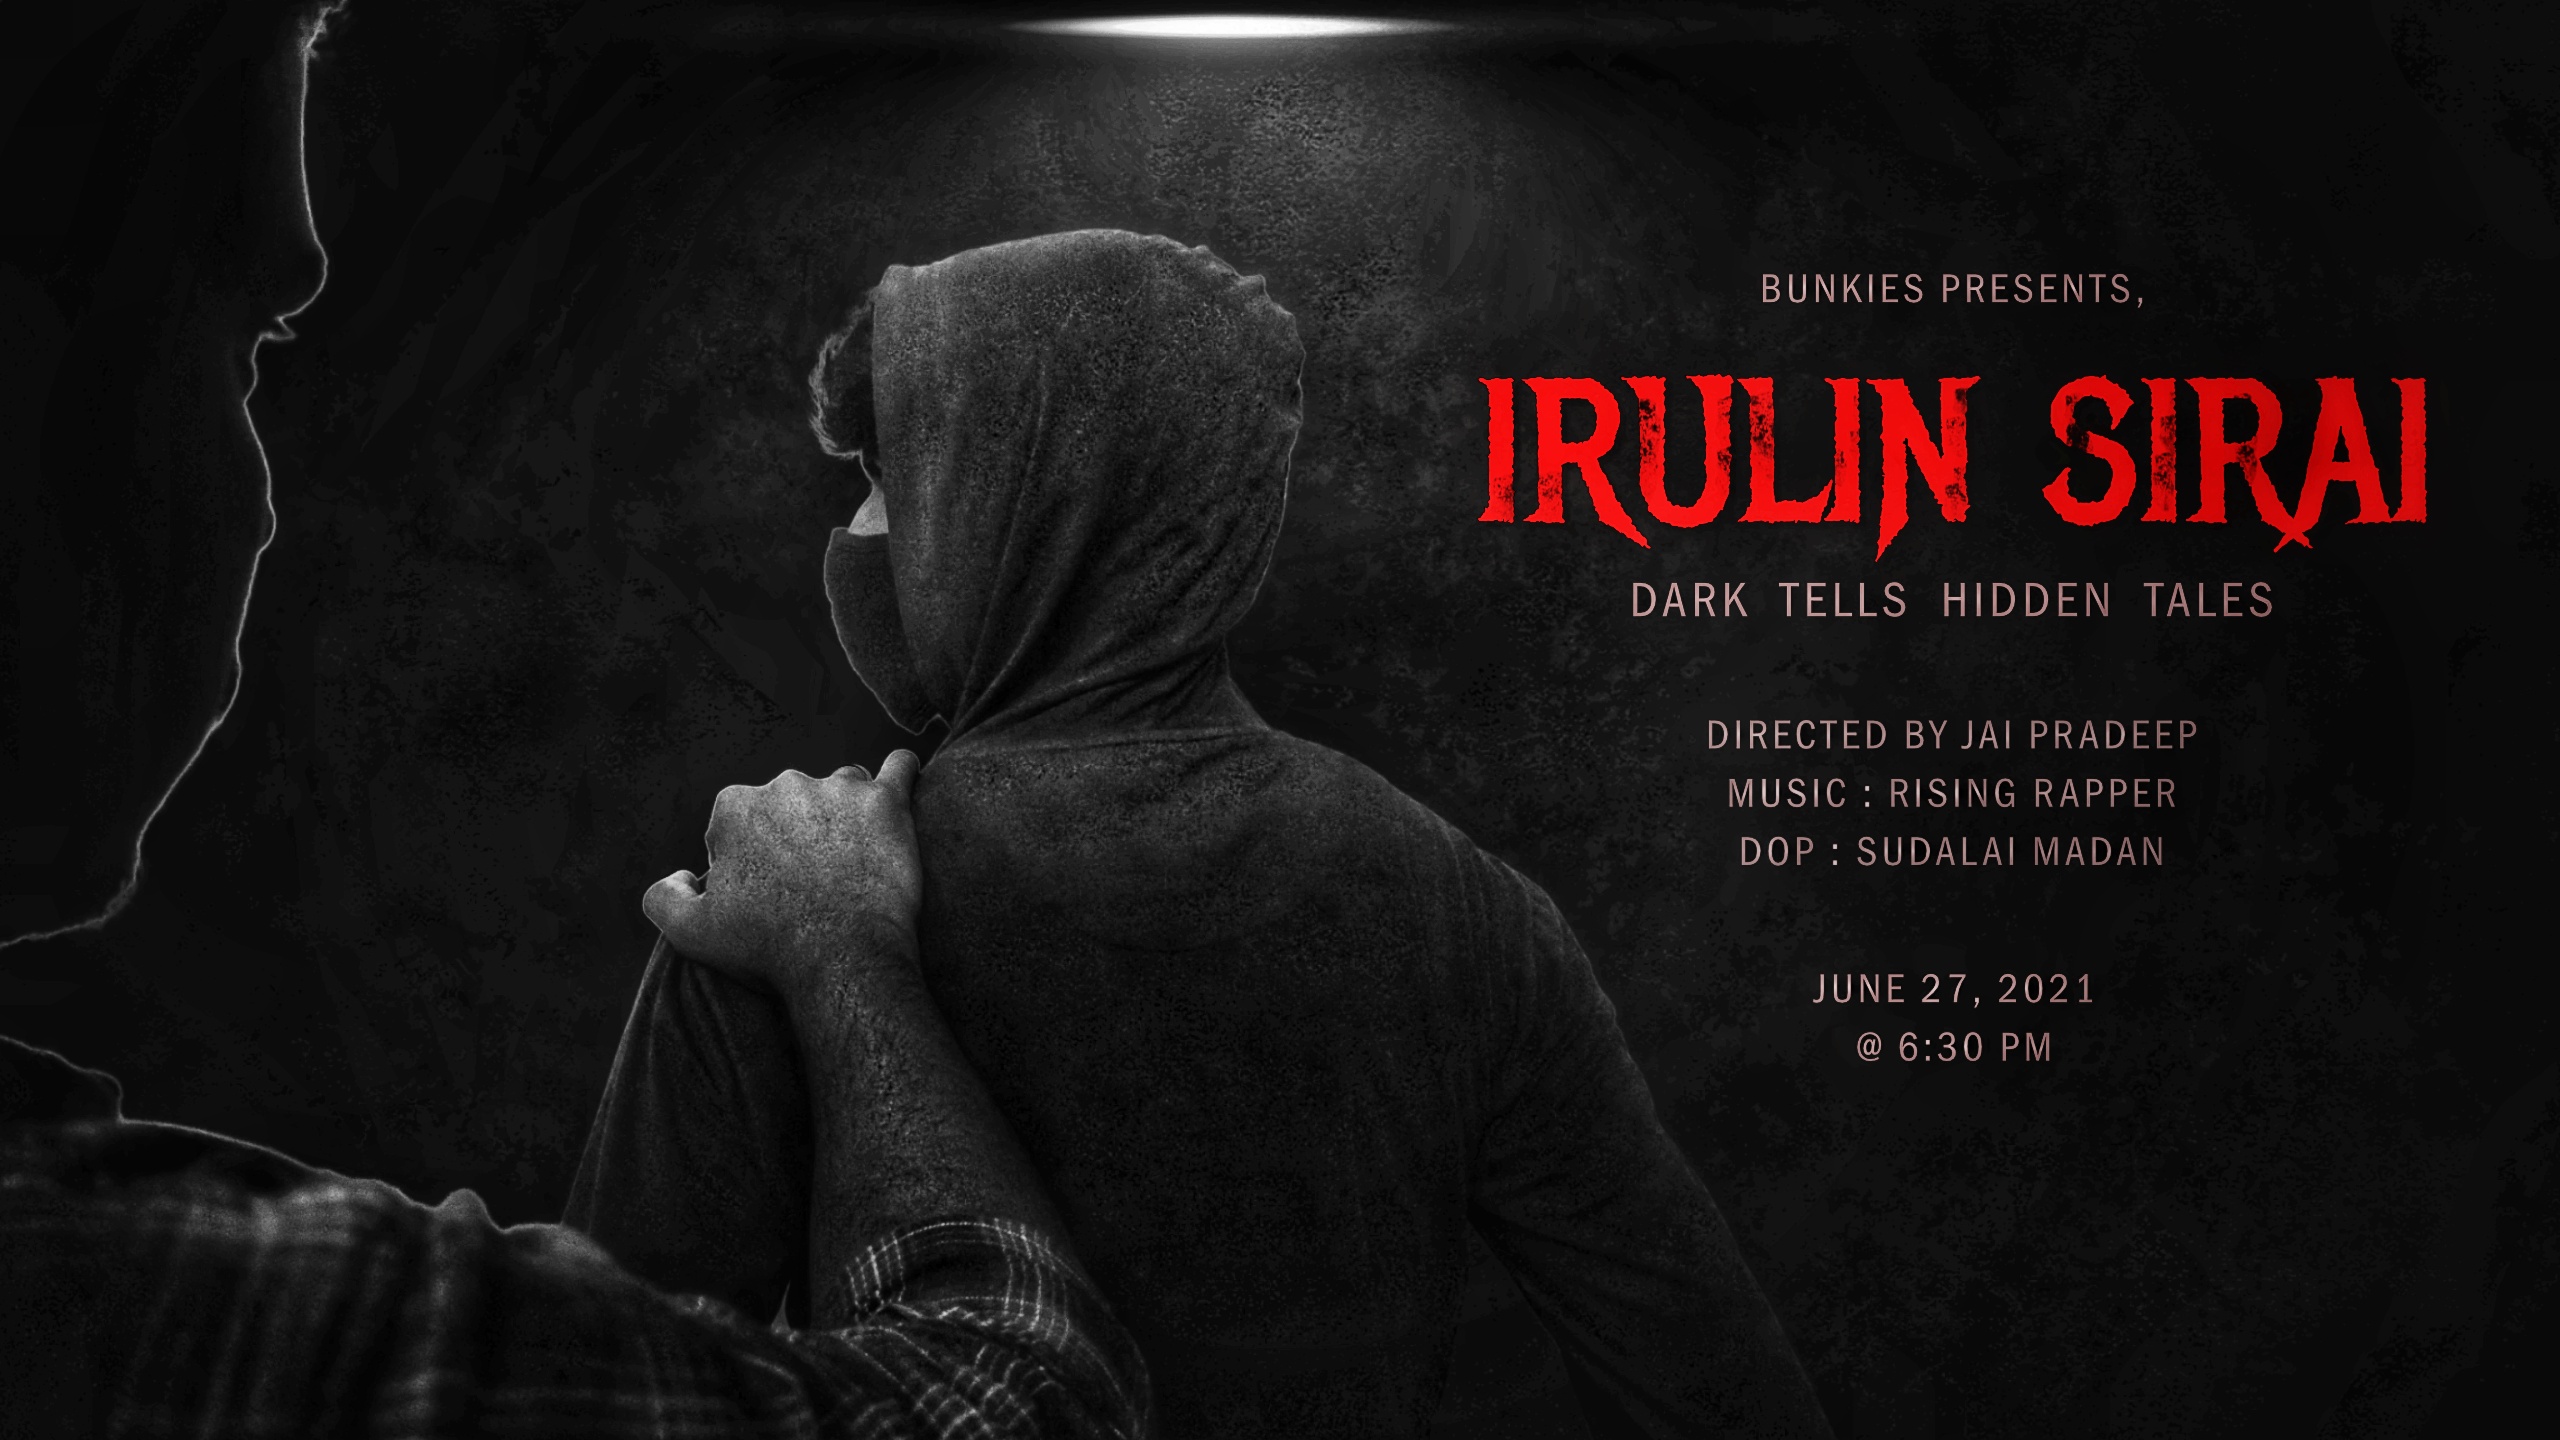 BUNKIES PRESENTS,
IRULIN SIRAI
DARK TELLS HIDDEN TALES
DIRECTED BY JAI PRADEEP
MUSIC : RISING RAPPER
DOP : SUDALAI MADAN
JUNE 27, 2021
@ 6:30 PM